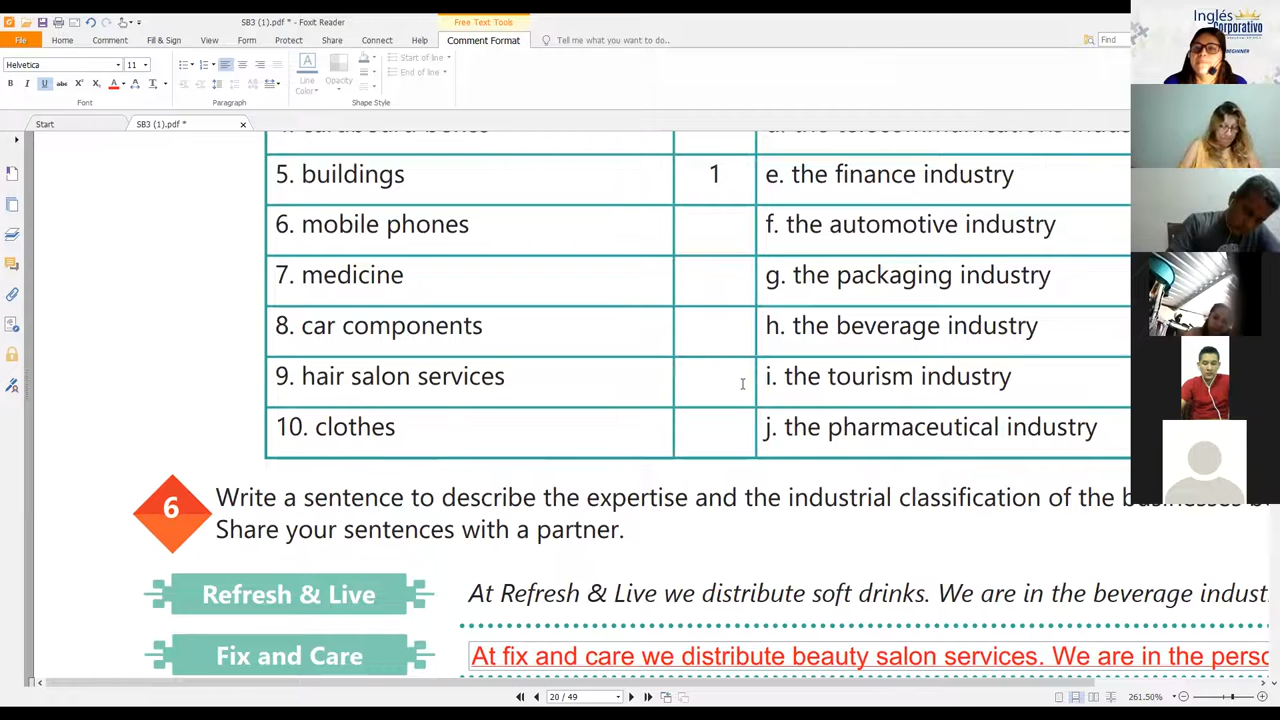 SB3 (1).pdf * - Foxit Reader
Free Text Tools
File Home Comment Fill & Sign View Form Protect Share Connect Help Comment Format Tell me what you want to do.. Find
Helvetica 11
Start of line
End of line
Line Color
Opacity
Font Paragraph Shape Style
Start SB3 (1).pdf *
5. buildings 1 e. the finance industry
6. mobile phones f. the automotive industry
7. medicine g. the packaging industry
8. car components h. the beverage industry
9. hair salon services i. the tourism industry
10. clothes j. the pharmaceutical industry
6 Write a sentence to describe the expertise and the industrial classification of the
Share your sentences with a partner.
Refresh & Live At Refresh & Live we distribute soft drinks. We are in the beverage indust
Fix and Care At fix and care we distribute beauty salon services. We are in the perso
20 / 49 261.50%
Inglés
Corporativo